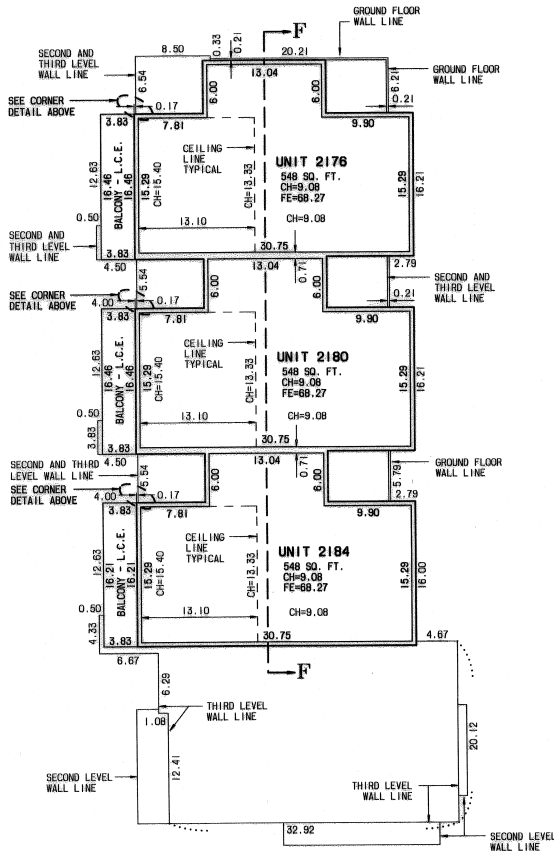 GROUND FLOOR
WALL LINE
F
8.50
0.33
0.21
20.21
SECOND AND
THIRD LEVEL
WALL LINE
6.54
13.04
GROUND FLOOR
WALL LINE
6.21
0.21
SEE CORNER
DETAIL ABOVE
0.17
6.00
6.00
3.83
7.81
9.90
CEILING
LINE
TYPICAL
UNIT 2176
548 SQ. FT.
CH=9.08
FE=68.27
CH=9.08
12.63
16.46
BALCONY - L.C.E.
16.46
15.29
CH=15.40
CH=13.33
15.29
16.21
0.50
13.10
SECOND AND
THIRD LEVEL
WALL LINE
3.83
30.75
4.50
13.04
0.71
2.79
5.54
6.00
6.00
SECOND AND
THIRD LEVEL
WALL LINE
SEE CORNER
DETAIL ABOVE
4.00
0.17
0.21
3.83
7.81
9.90
CEILING
LINE
TYPICAL
UNIT 2180
548 SQ. FT.
CH=9.08
FE=68.27
CH=9.08
12.63
16.46
BALCONY - L.C.E.
16.46
15.29
CH=15.40
CH=13.33
15.29
16.21
0.50
3.83
13.10
3.83
30.75
4.50
13.04
0.71
SECOND AND THIRD
LEVEL WALL LINE
5.54
6.00
6.00
GROUND FLOOR
WALL LINE
5.79
SEE CORNER
DETAIL ABOVE
4.00
0.17
2.79
3.83
7.81
9.90
CEILING
LINE
TYPICAL
UNIT 2184
548 SQ. FT.
CH=9.08
FE=68.27
CH=9.08
12.63
16.21
BALCONY - L.C.E.
16.21
15.29
CH=15.40
CH=13.33
15.29
16.00
0.50
4.33
13.10
3.83
30.75
4.67
6.67
F
6.29
THIRD LEVEL
WALL LINE
1.08
12.41
20.12
SECOND LEVEL
WALL LINE
THIRD LEVEL
WALL LINE
32.92
SECOND LEVEL
WALL LINE